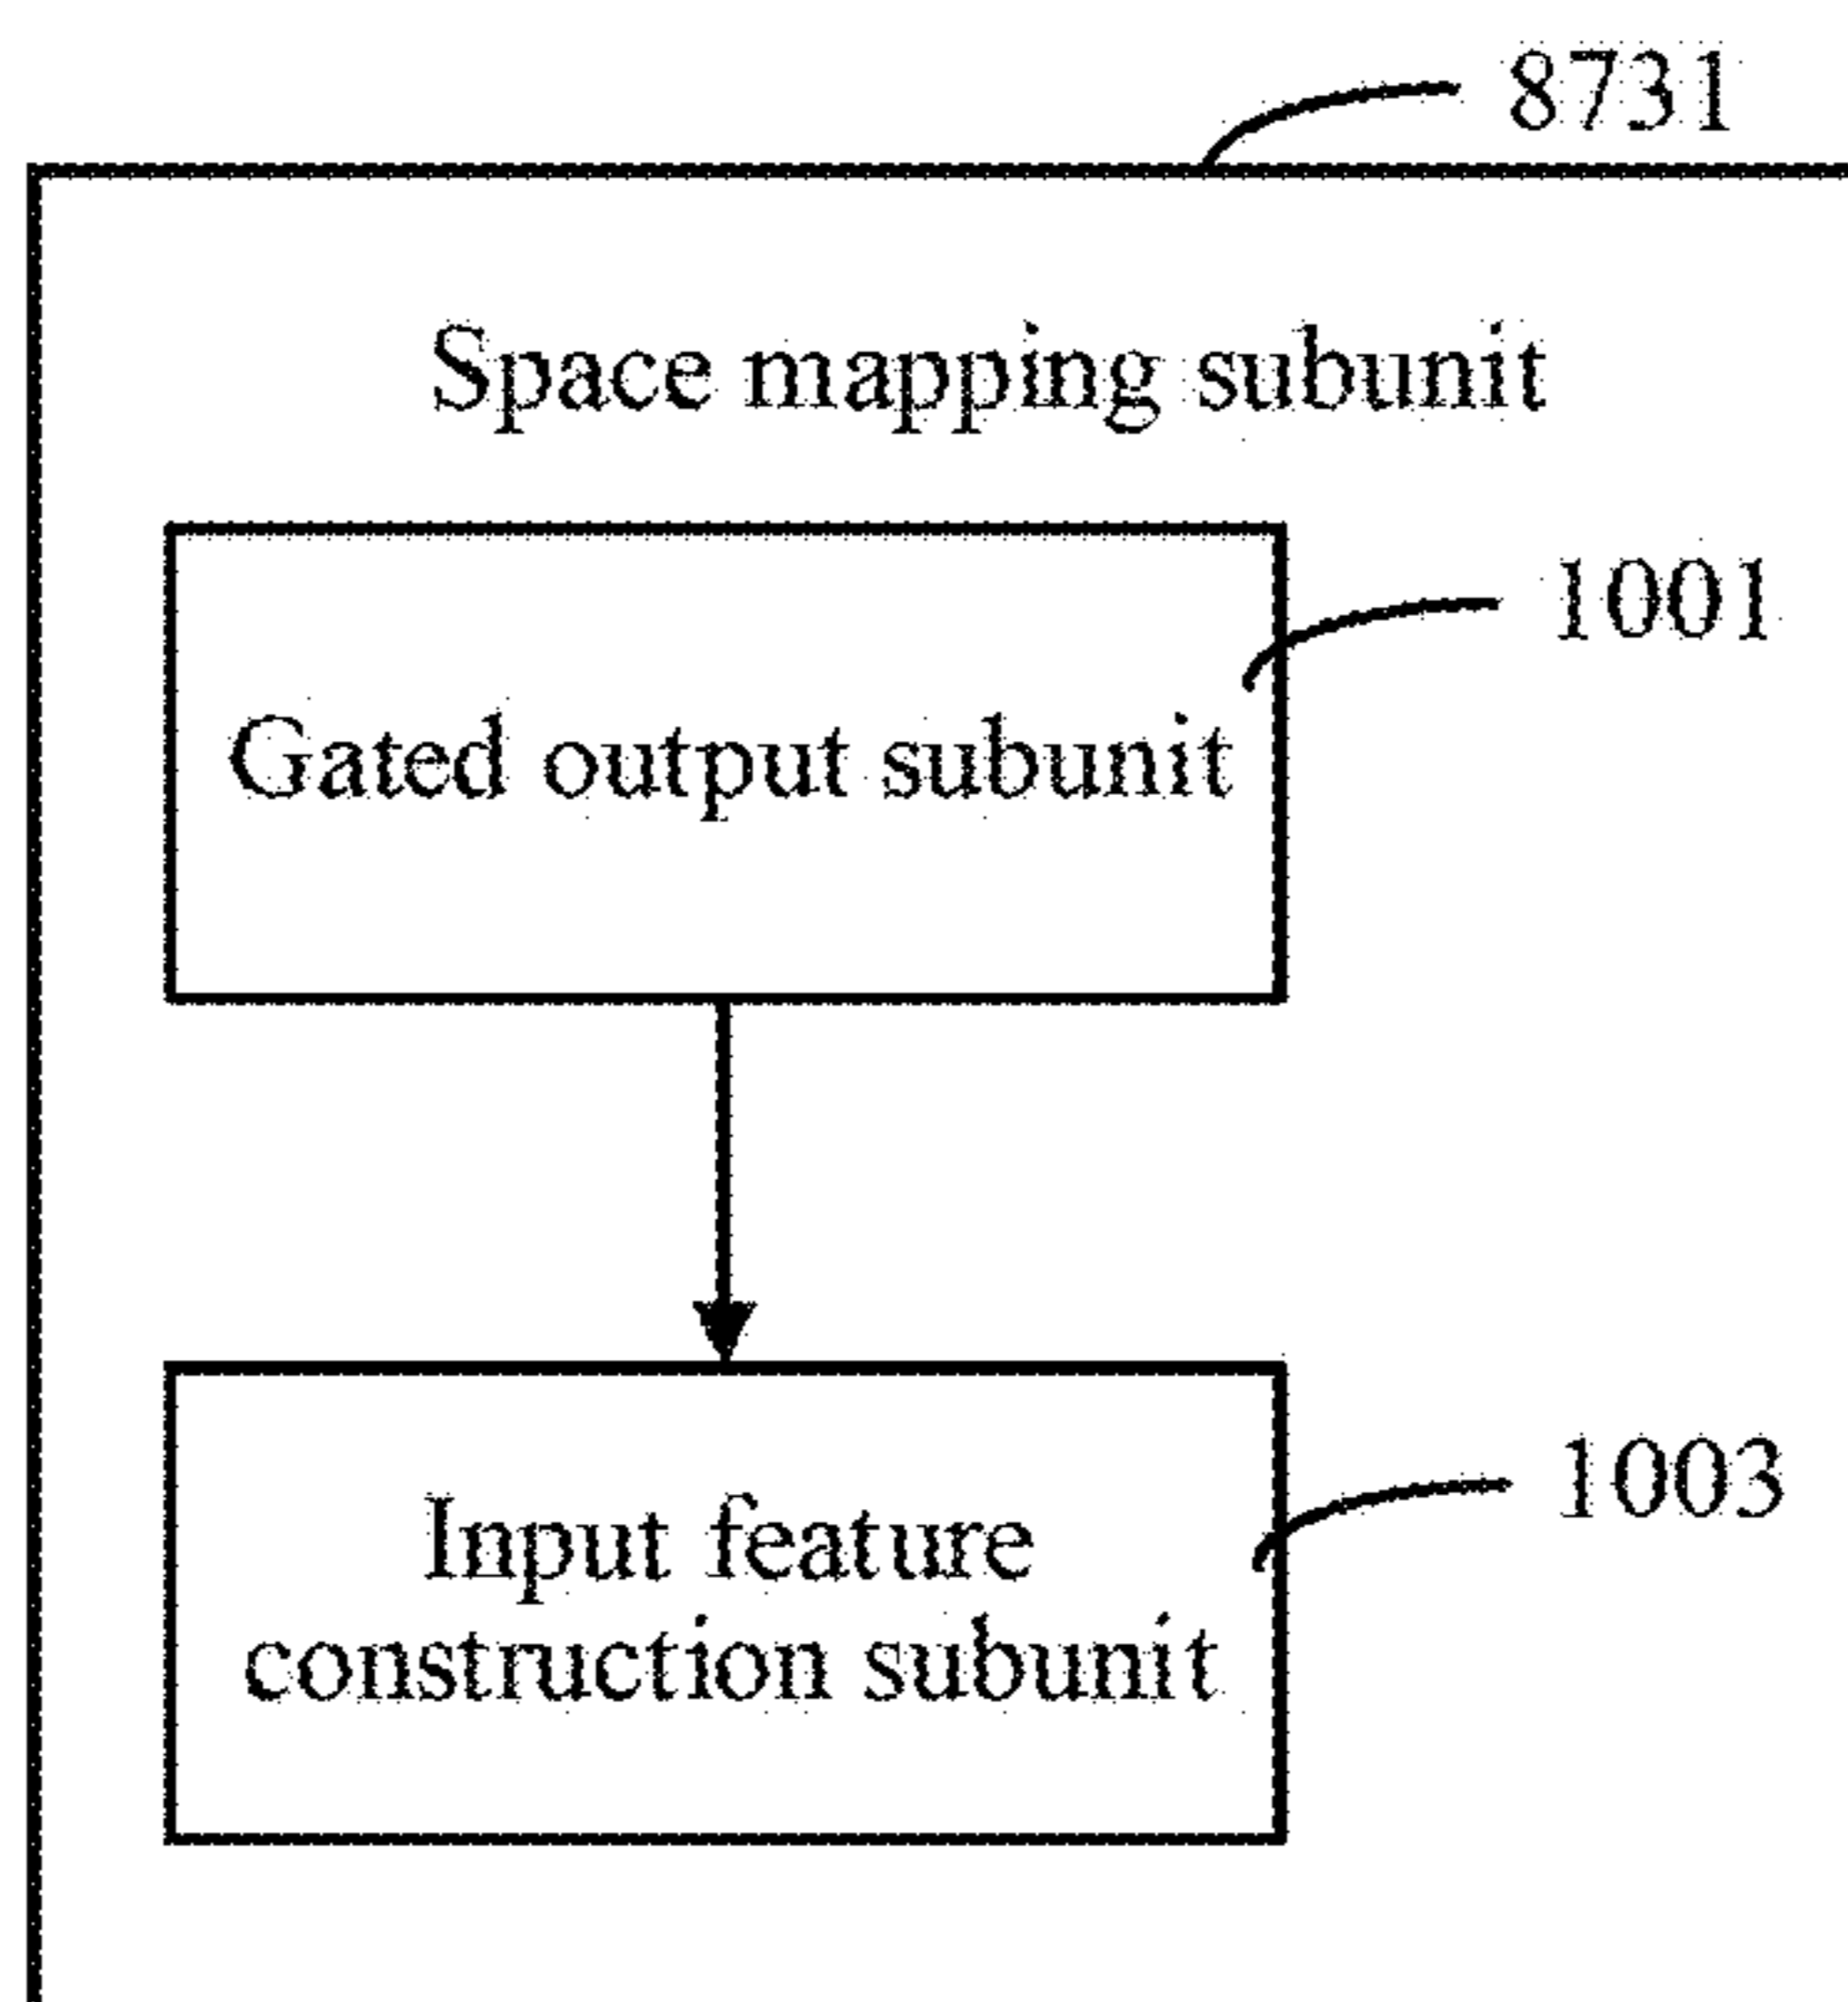 8731
Space mapping subunit
1001
Gated output subunit
1003
Input feature
construction subunit